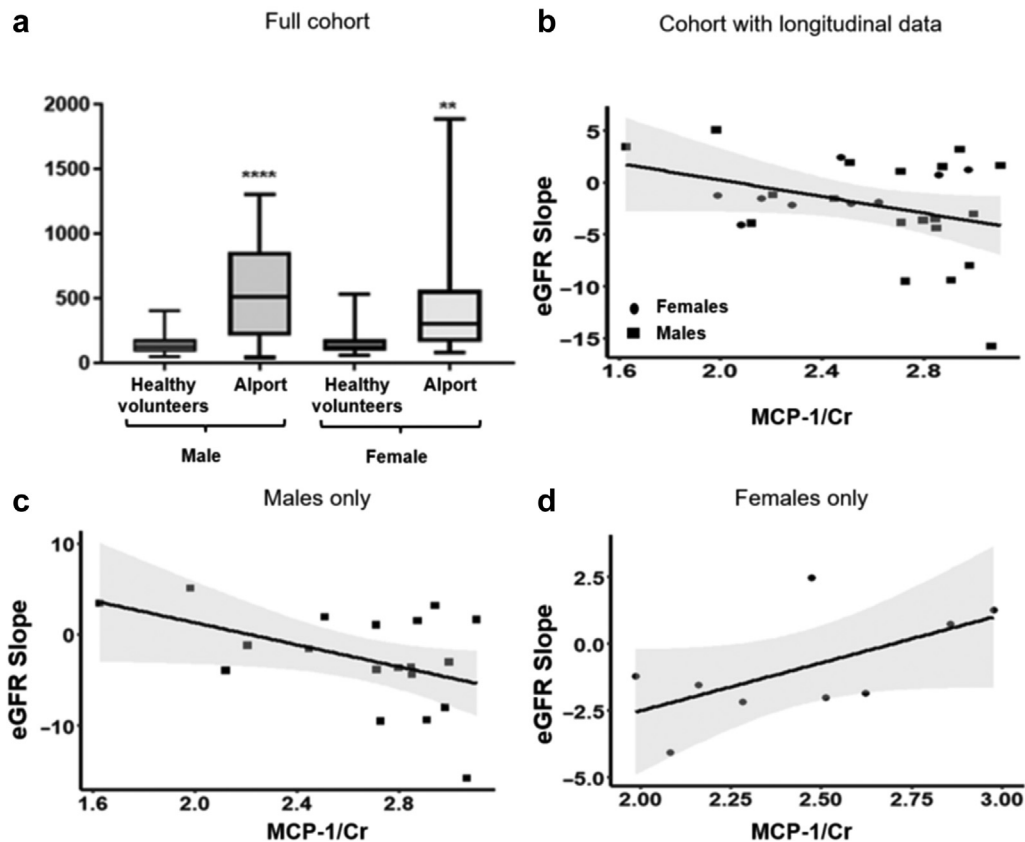 a
Full cohort
2000
1500
1000
500
0
****
**
Healthy volunteers
Alport
Healthy volunteers
Alport
Male
Female
b
Cohort with longitudinal data
eGFR Slope
5
0
−5
−10
−15
Females
Males
1.6
2.0
2.4
2.8
MCP-1/Cr
c
Males only
eGFR Slope
10
0
−10
1.6
2.0
2.4
2.8
MCP-1/Cr
d
Females only
eGFR Slope
2.5
0.0
−2.5
−5.0
2.00
2.25
2.50
2.75
3.00
MCP-1/Cr